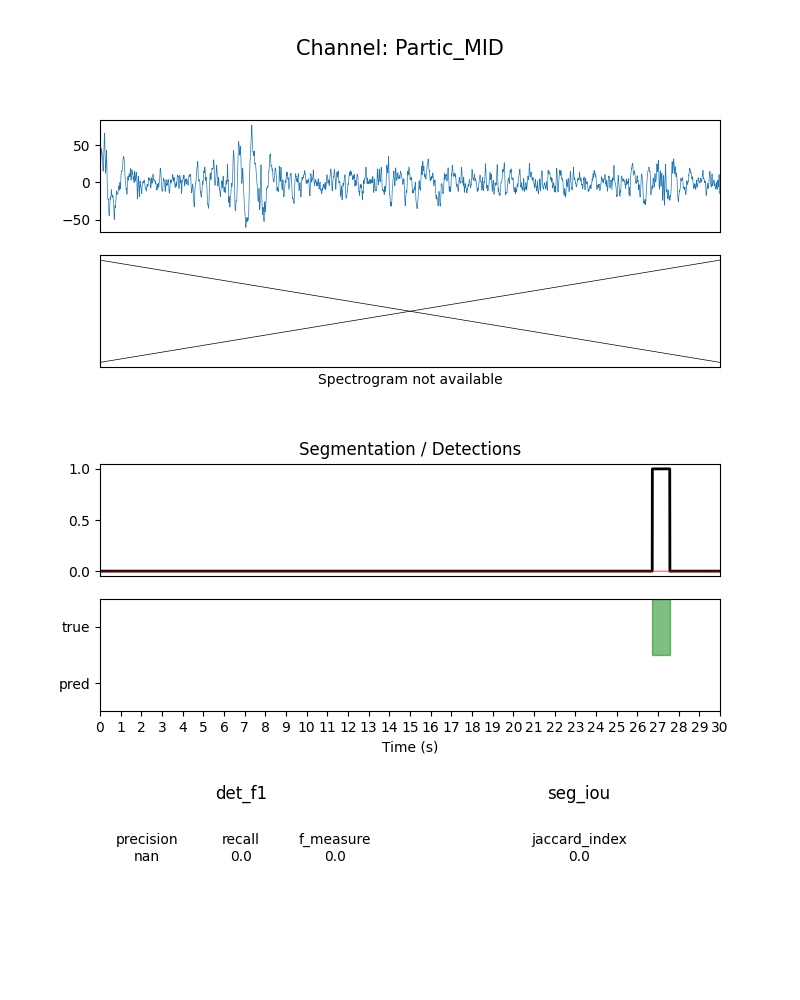 Channel: Partic_MID
50
0
−50
Spectrogram not available
Segmentation / Detections
1.0
0.5
0.0
true
pred
0 1 2 3 4 5 6 7 8 9 10 11 12 13 14 15 16 17 18 19 20 21 22 23 24 25 26 27 28 29 30
Time (s)
det_f1 seg_iou
precision recall f_measure jaccard_index
nan 0.0 0.0 0.0